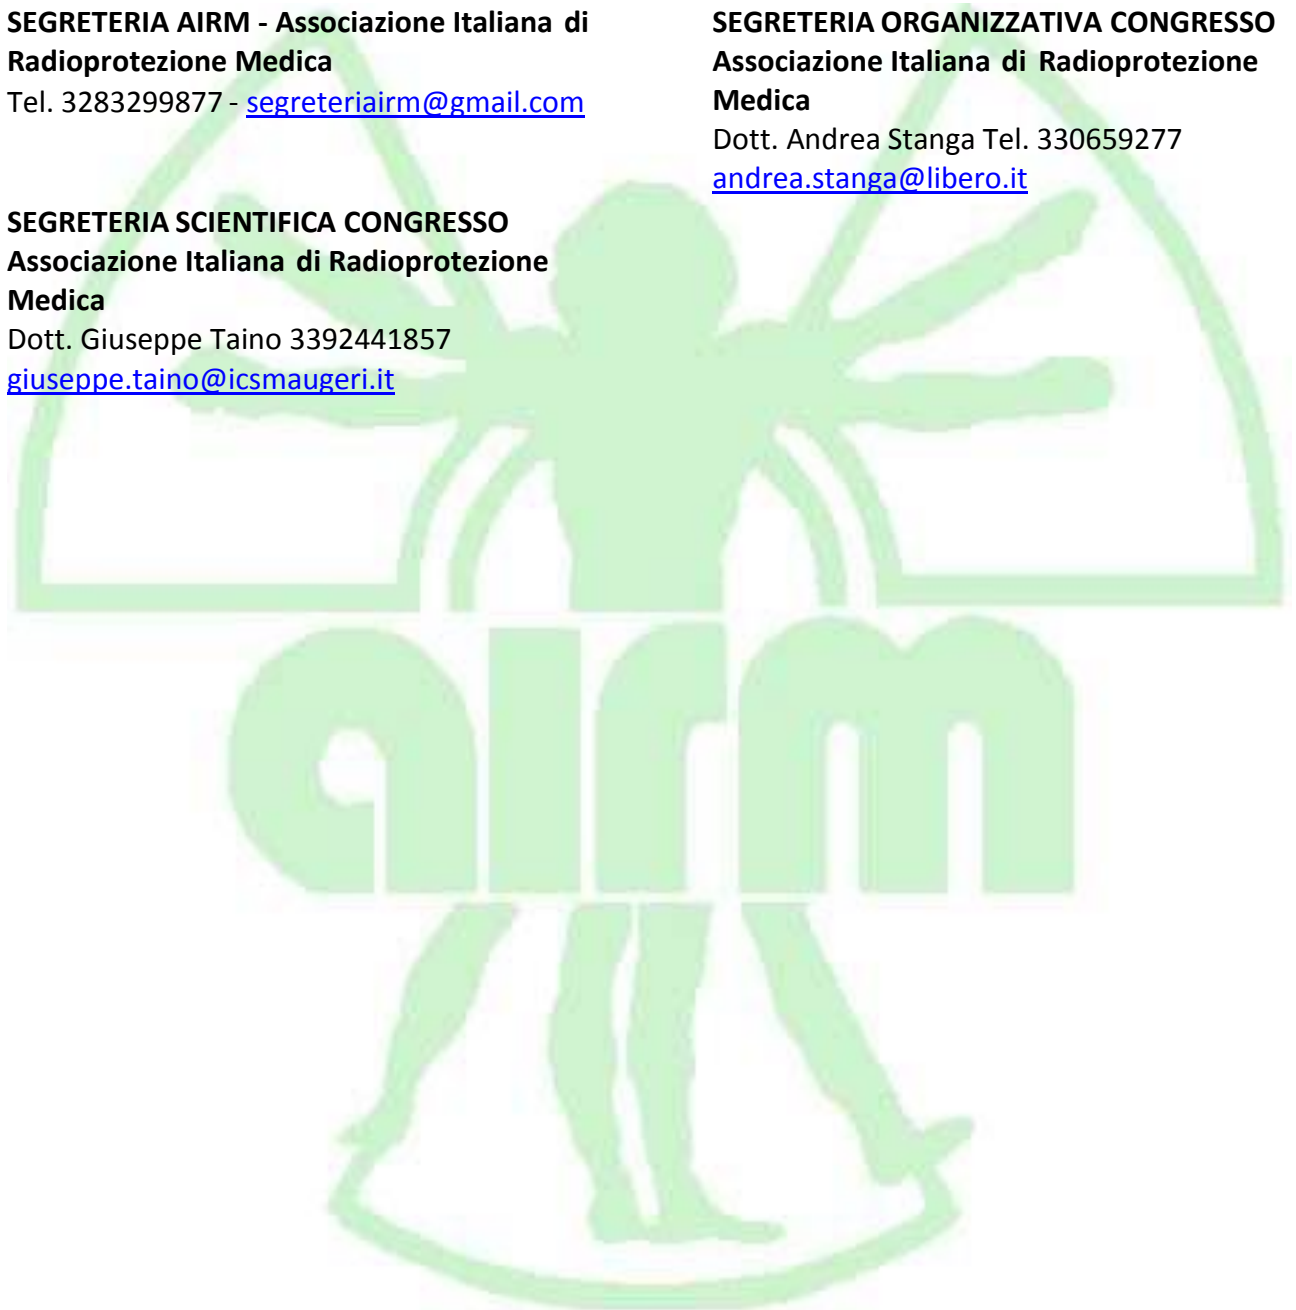 SEGRETERIA AIRM - Associazione Italiana di
Radioprotezione Medica
Tel. 3283299877 - segreteriairm@gmail.com
SEGRETERIA SCIENTIFICA CONGRESSO
Associazione Italiana di Radioprotezione
Medica
Dott. Giuseppe Taino 3392441857
giuseppe.taino@icsmaugeri.it
SEGRETERIA ORGANIZZATIVA CONGRESSO
Associazione Italiana di Radioprotezione
Medica
Dott. Andrea Stanga Tel. 330659277
andrea.stanga@libero.it
airm